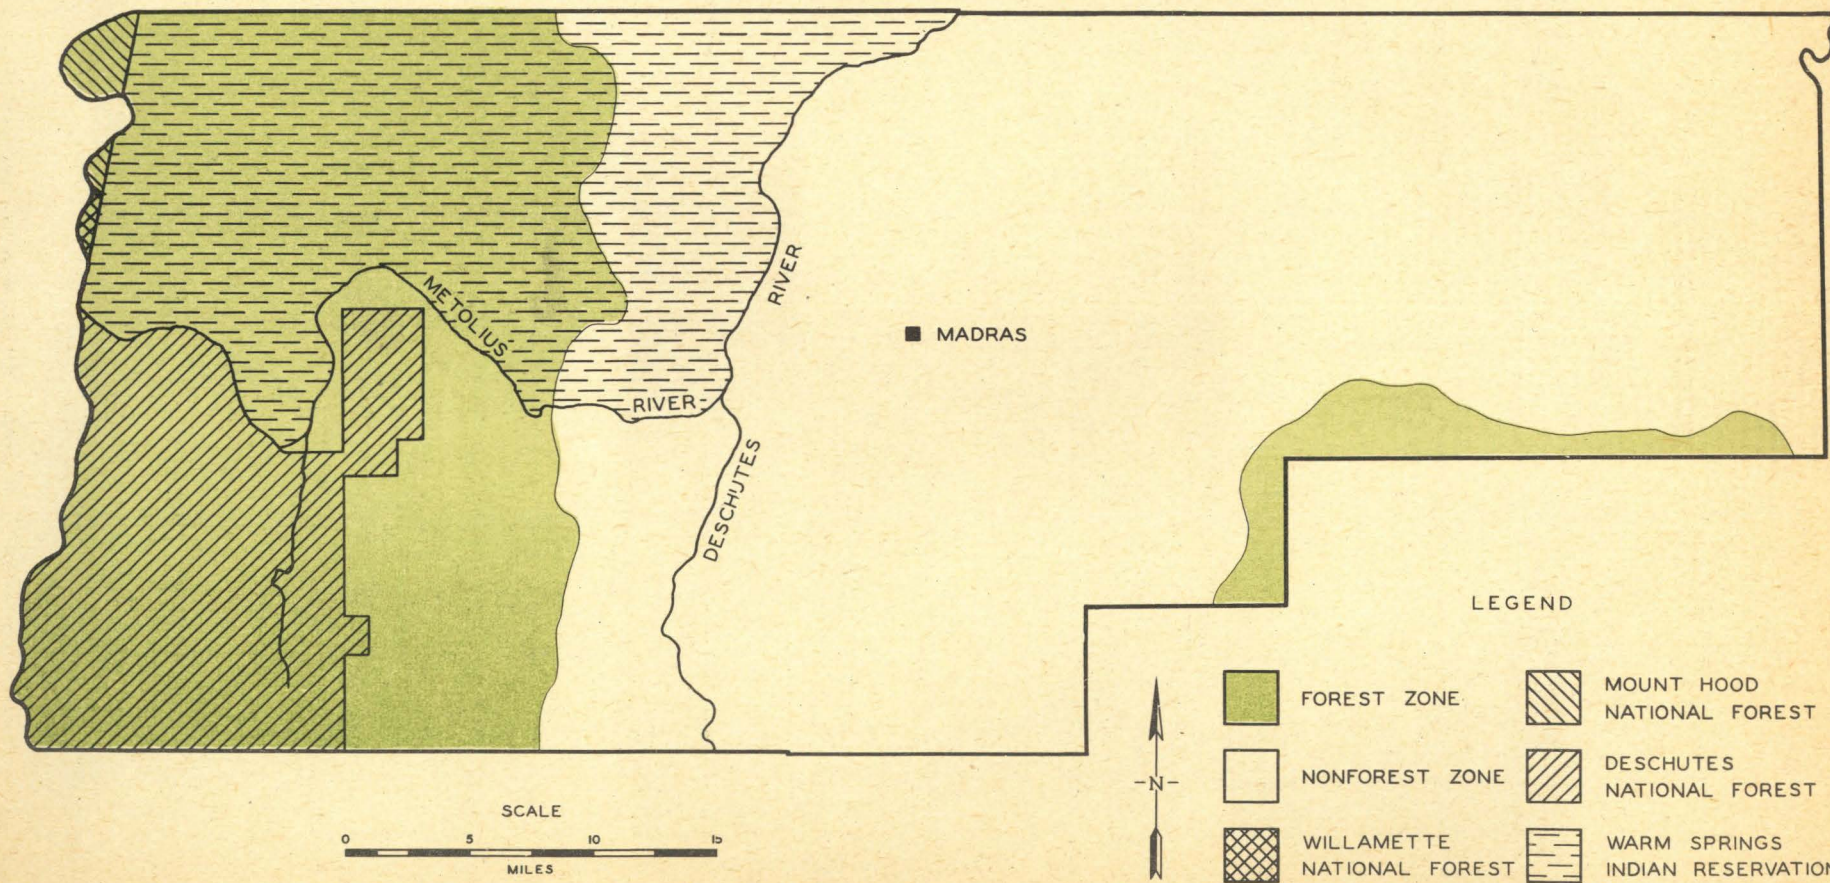 METOLIUS
RIVER
RIVER
DESCHUTES
MADRAS
LEGEND
FOREST ZONE
MOUNT HOOD
NATIONAL FOREST
NONFOREST ZONE
DESCHUTES
NATIONAL FOREST
WILLAMETTE
NATIONAL FOREST
WARM SPRINGS
INDIAN RESERVATION
-N-
SCALE
0 5 10 15
MILES